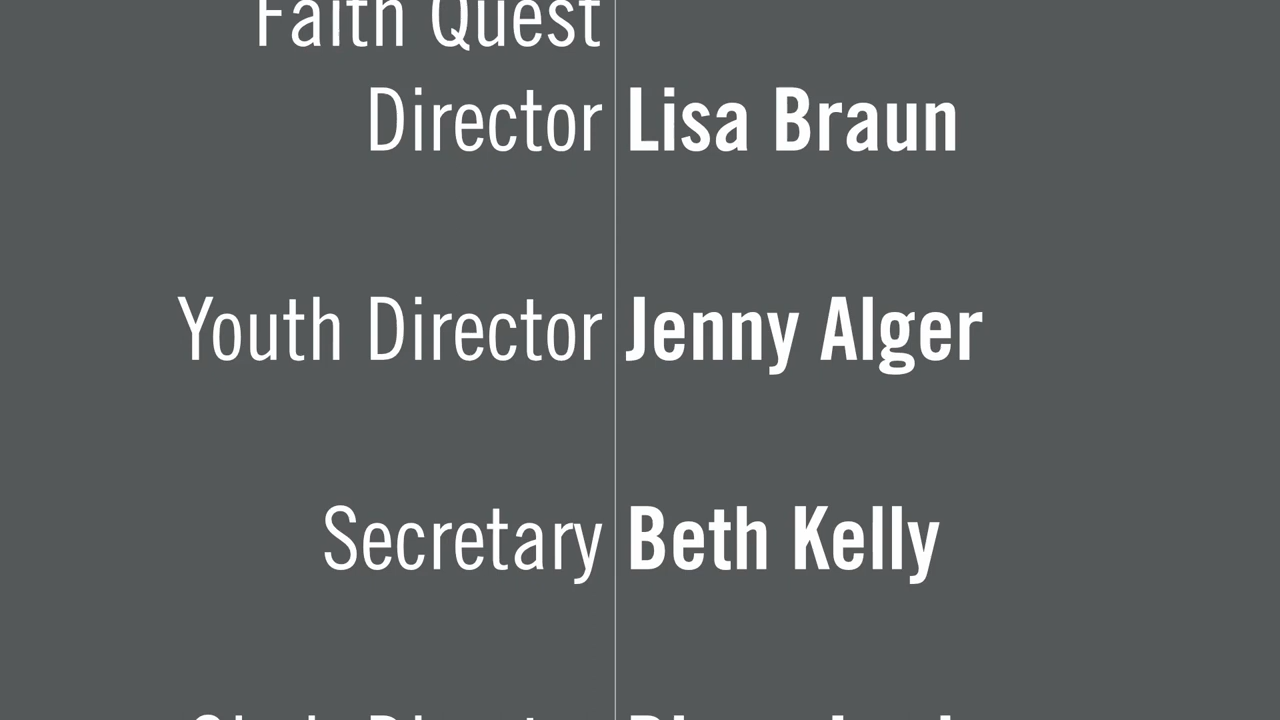 Faith Quest
Director Lisa Braun
Youth Director Jenny Alger
Secretary Beth Kelly